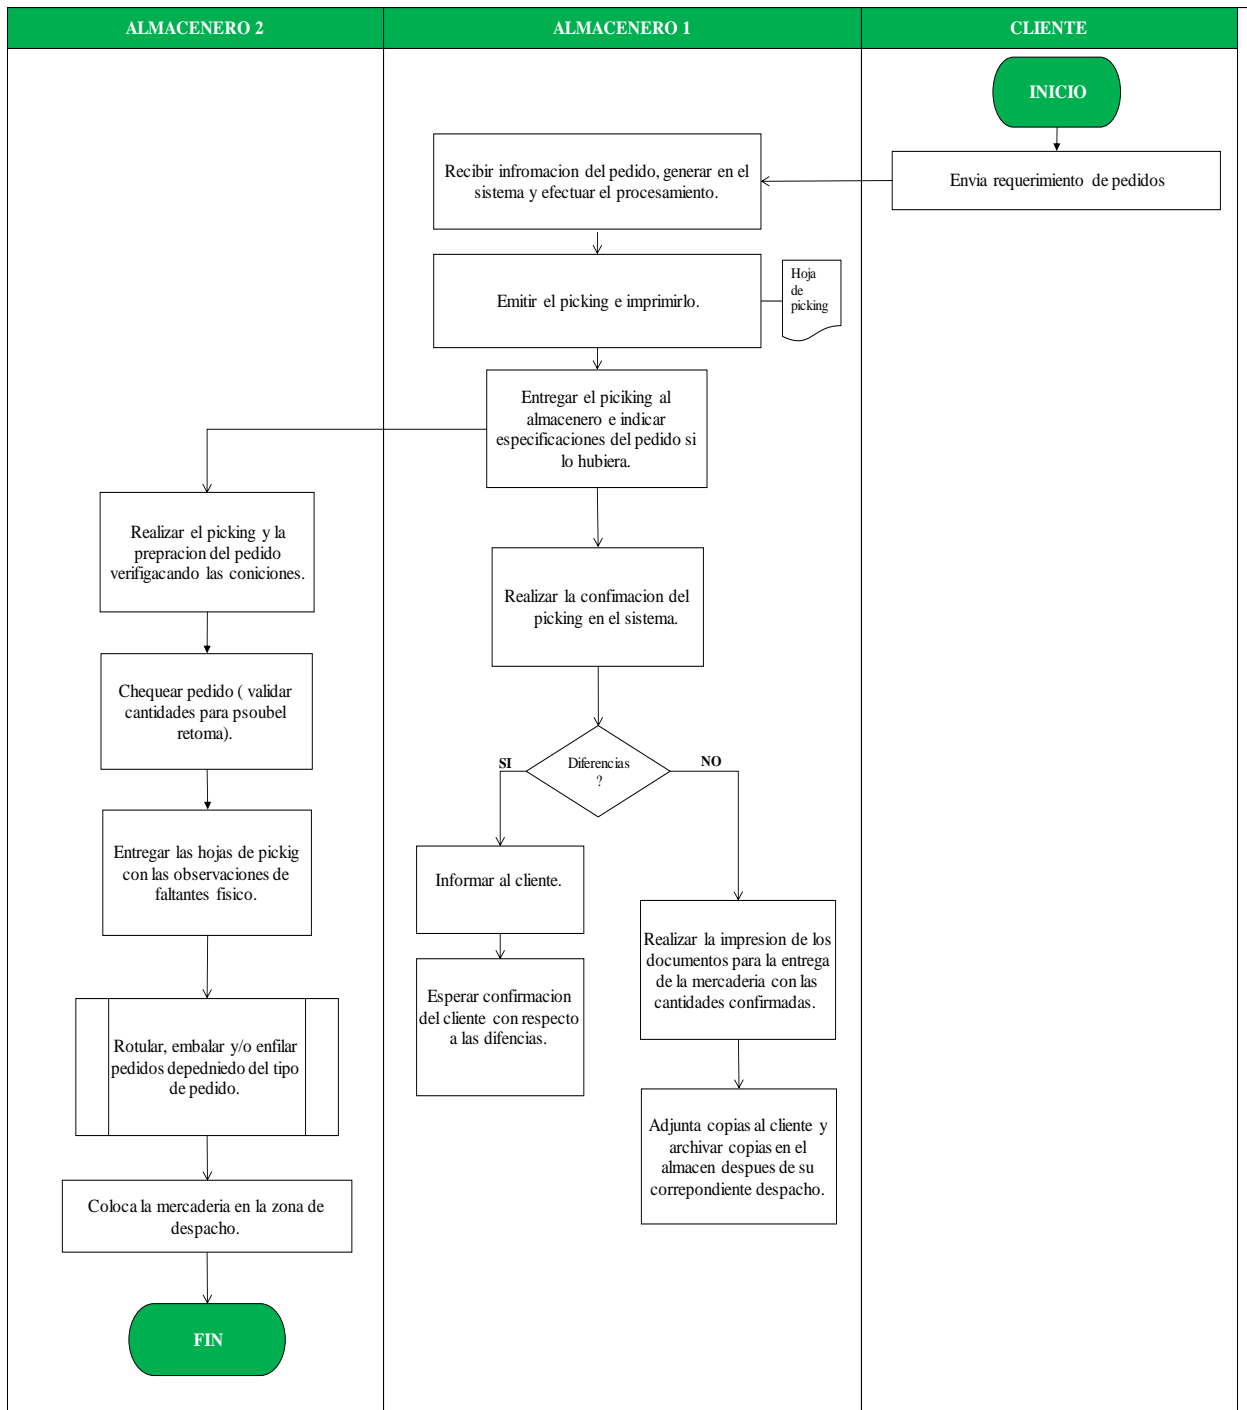 ALMACENERO 2
ALMACENERO 1
CLIENTE
INICIO
Envia requerimiento de pedidos
Recibir infromacion del pedido, generar en el
sistema y efectuar el procesamiento.
Emitir el picking e imprimirlo.
Hoja
de
picking
Entregar el piciking al
almacenero e indicar
especificaciones del pedido si
lo hubiera.
Realizar el picking y la
prepracion del pedido
verifigacando las coniciones.
Realizar la confimacion del
picking en el sistema.
Chequear pedido ( validar
cantidades para psoubel
retoma).
Diferencias
?
SI
NO
Entregar las hojas de pickig
con las observaciones de
faltantes fisico.
Informar al cliente.
Realizar la impresion de los
documentos para la entrega
de la mercaderia con las
cantidades confirmadas.
Esperar confirmacion
del cliente con respecto
a las difencias.
Rotular, embalar y/o enfilar
pedidos depedniedo del tipo
de pedido.
Adjunta copias al cliente y
archivar copias en el
almacen despues de su
correpondiente despacho.
Coloca la mercaderia en la zona de
despacho.
FIN